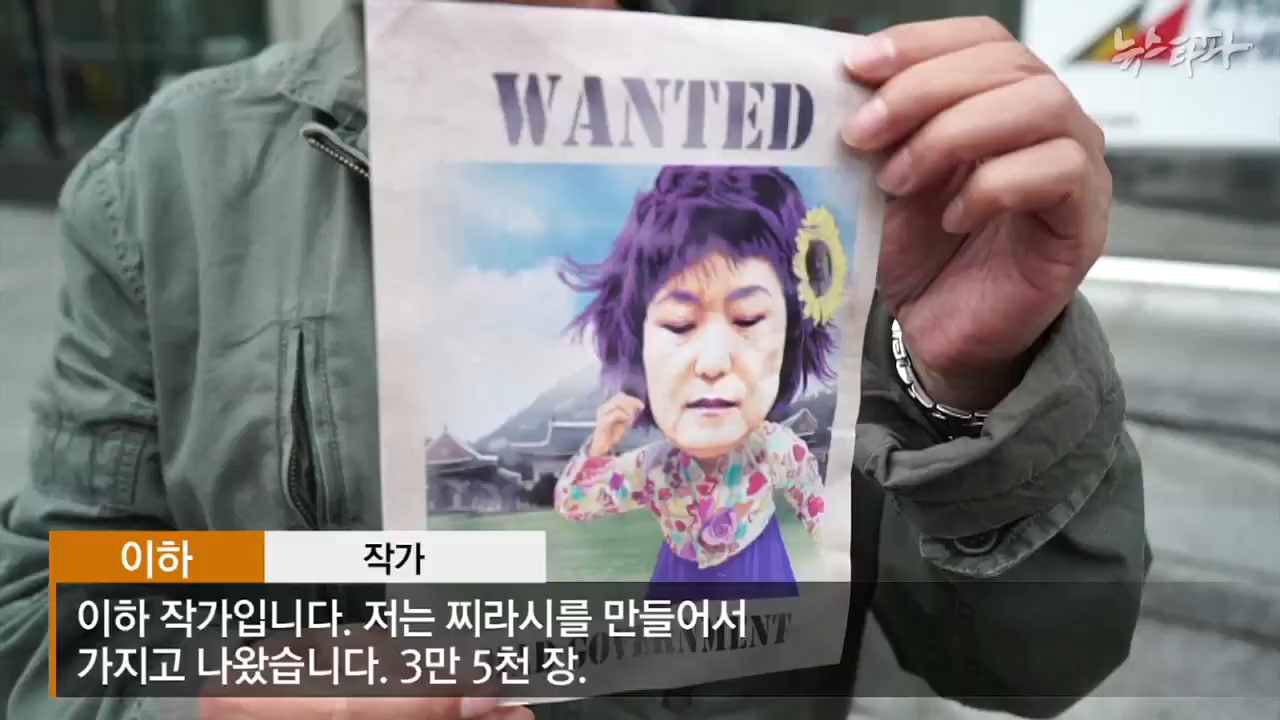 뉴스타파
WANTED
이하
작가
이하 작가입니다. 저는 찌라시를 만들어서
가지고 나왔습니다. 3만 5천 장.
GOVERNMENT